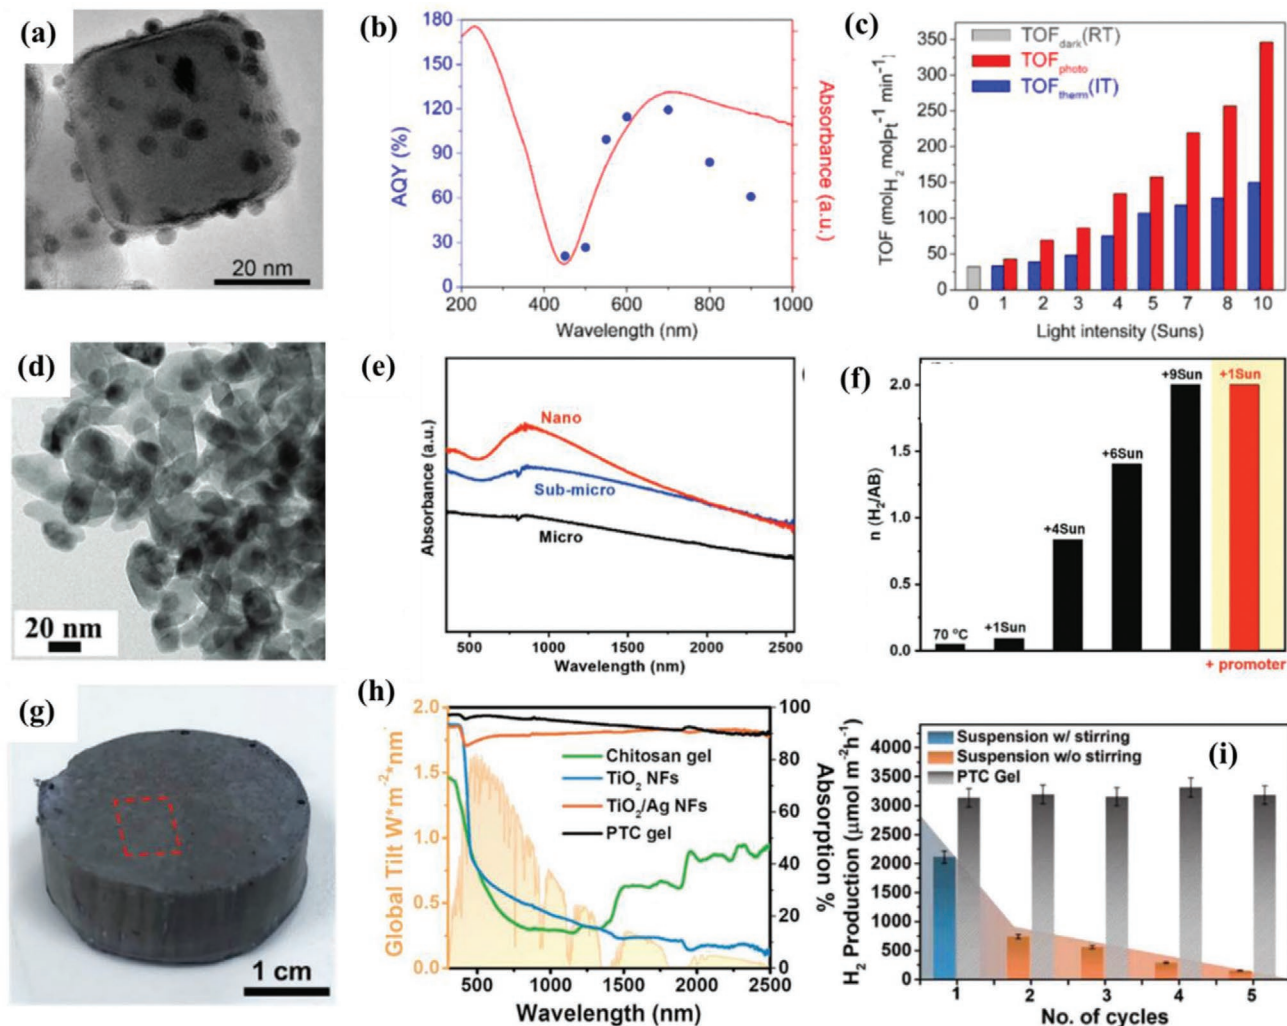 (a)
20 nm
(b)
180
150
120
90
60
30
0
AQY (%)
Absorbance (a.u.)
200
400
600
800
1000
Wavelength (nm)
(c)
TOFdark(RT)
TOFphoto
TOFtherm(IT)
350
300
250
200
150
100
50
0
TOF (molH2 molPt-1 min-1)
0 1 2 3 4 5 7 8 10
Light intensity (Suns)
(d)
20 nm
(e)
Nano
Sub-micro
Micro
Absorbance (a.u.)
500 1000 1500 2000 2500
Wavelength (nm)
(f)
2.0
1.5
1.0
0.5
0.0
n (H2/AB)
70 °C
+1Sun
+4Sun
+6Sun
+9Sun
+1Sun
+ promoter
(g)
1 cm
(h)
2.0
1.5
1.0
0.5
0.0
Global Tilt W*m-2*nm
Chitosan gel
TiO2 NFs
TiO2/Ag NFs
PTC gel
100
80
60
40
20
0
Absorption %
500 1000 1500 2000 2500
Wavelength (nm)
(i)
Suspension w/ stirring
Suspension w/o stirring
PTC Gel
4000
3500
3000
2500
2000
1500
1000
500
0
H2 Production (μmol m-2h-1)
1 2 3 4 5
No. of cycles